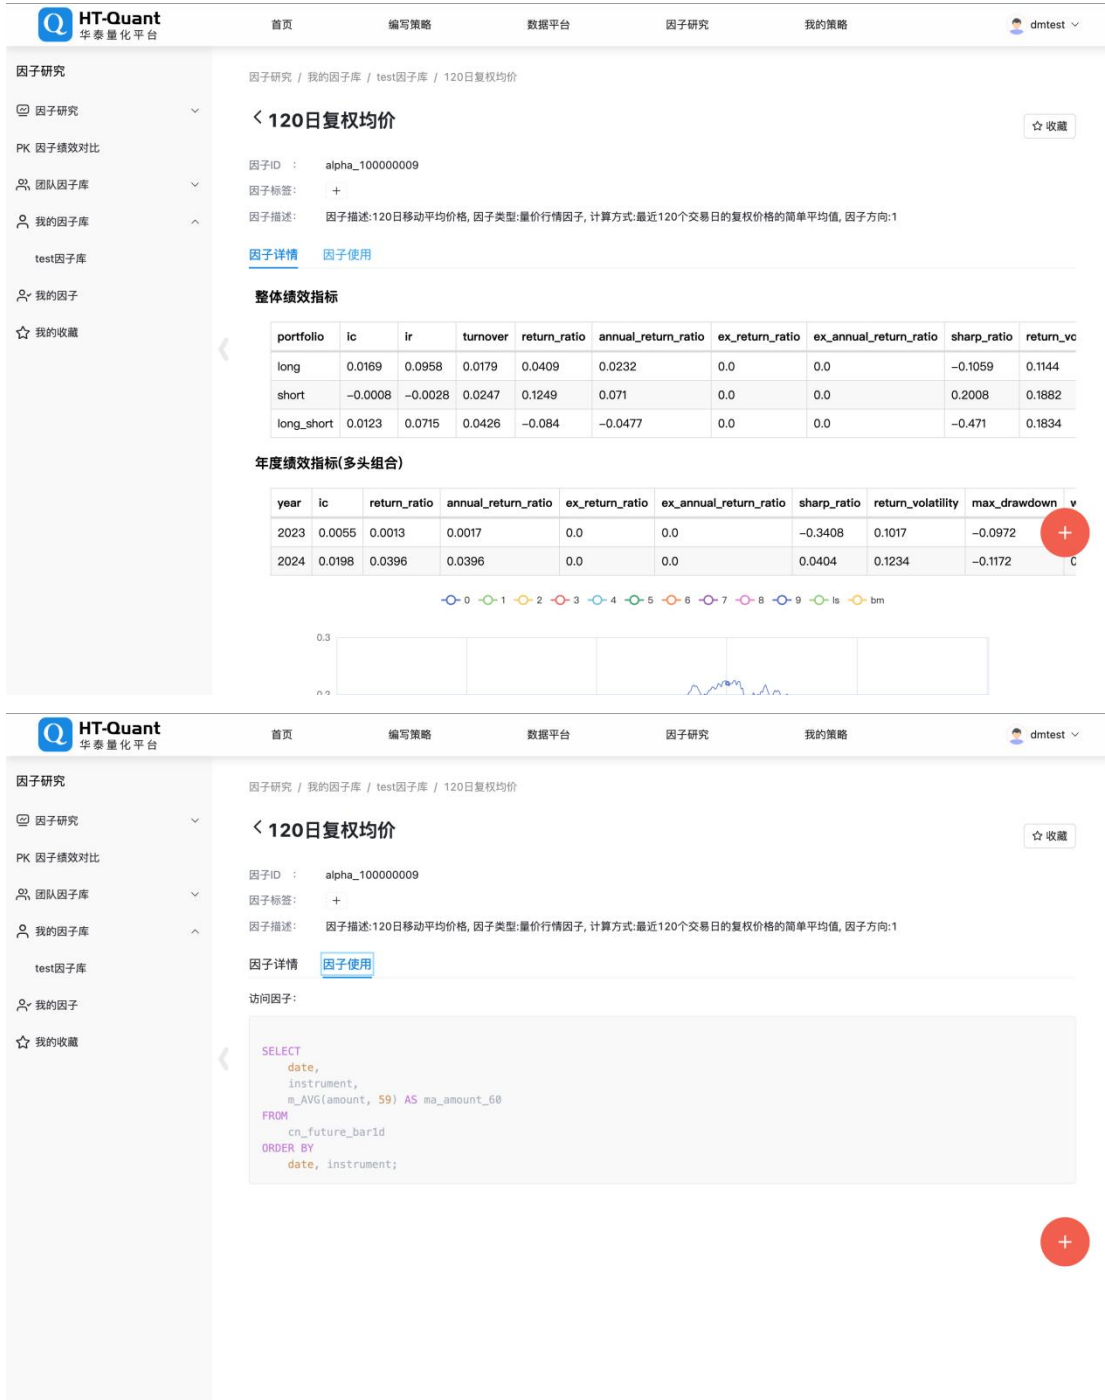 HT-Quant
华泰量化平台
首页
编写策略
数据平台
因子研究
我的策略
dmtest
因子研究
因子研究
PK 因子绩效对比
团队因子库
我的因子库
test因子库
我的因子
我的收藏
因子研究 / 我的因子库 / test因子库 / 120日复权均价
120日复权均价
收藏
因子ID : alpha_100000009
因子标签: +
因子描述: 因子描述:120日移动平均价格, 因子类型:量价行情因子, 计算方式:最近120个交易日的复权价格的简单平均值, 因子方向:1
因子详情 因子使用
整体绩效指标
portfolio ic ir turnover return_ratio annual_return_ratio ex_return_ratio ex_annual_return_ratio sharp_ratio return_vo
long 0.0169 0.0958 0.0179 0.0409 0.0232 0.0 0.0 -0.1059 0.1144
short -0.0008 -0.0028 0.0247 0.1249 0.071 0.0 0.0 0.2008 0.1882
long_short 0.0123 0.0715 0.0426 -0.084 -0.0477 0.0 0.0 -0.471 0.1834
年度绩效指标(多头组合)
year ic return_ratio annual_return_ratio ex_return_ratio ex_annual_return_ratio sharp_ratio return_volatility max_drawdown
2023 0.0055 0.0013 0.0017 0.0 0.0 -0.3408 0.1017 -0.0972
2024 0.0198 0.0396 0.0396 0.0 0.0 0.0404 0.1234 -0.1172
0 1 2 3 4 5 6 7 8 9 ls bm
0.3
HT-Quant
华泰量化平台
首页
编写策略
数据平台
因子研究
我的策略
dmtest
因子研究
因子研究
PK 因子绩效对比
团队因子库
我的因子库
test因子库
我的因子
我的收藏
因子研究 / 我的因子库 / test因子库 / 120日复权均价
120日复权均价
收藏
因子ID : alpha_100000009
因子标签: +
因子描述: 因子描述:120日移动平均价格, 因子类型:量价行情因子, 计算方式:最近120个交易日的复权价格的简单平均值, 因子方向:1
因子详情 因子使用
访问因子:
SELECT
date,
instrument,
m_AVG(amount, 59) AS ma_amount_60
FROM
cn_future_bar1d
ORDER BY
date, instrument;